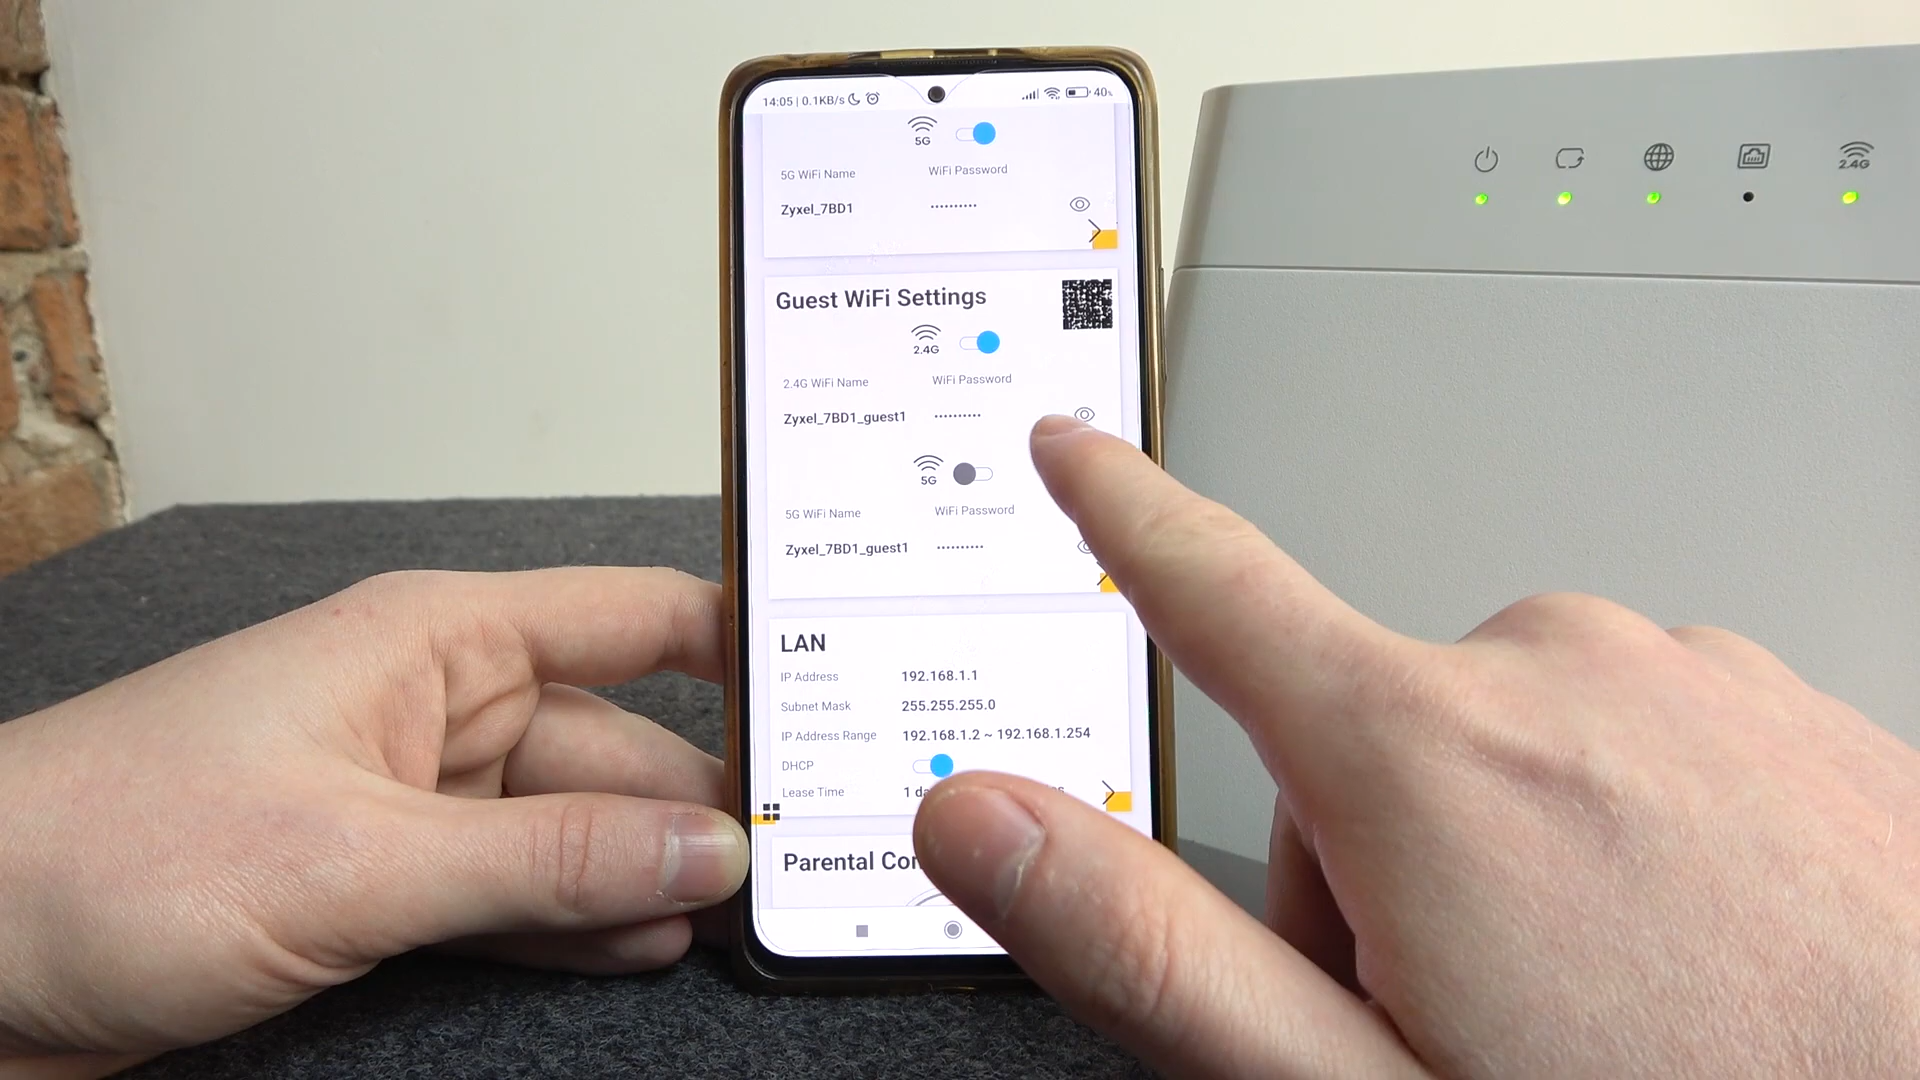 14:05 | 0.1KB/s
40%
5G
5G WiFi Name WiFi Password
Zyxel_7BD1 ••••••••••
Guest WiFi Settings
2.4G
2.4G WiFi Name WiFi Password
Zyxel_7BD1_guest1 ••••••••••
5G
5G WiFi Name WiFi Password
Zyxel_7BD1_guest1 ••••••••••
LAN
IP Address 192.168.1.1
Subnet Mask 255.255.255.0
IP Address Range 192.168.1.2 ~ 192.168.1.254
DHCP
Lease Time 1
Parental
2.4G